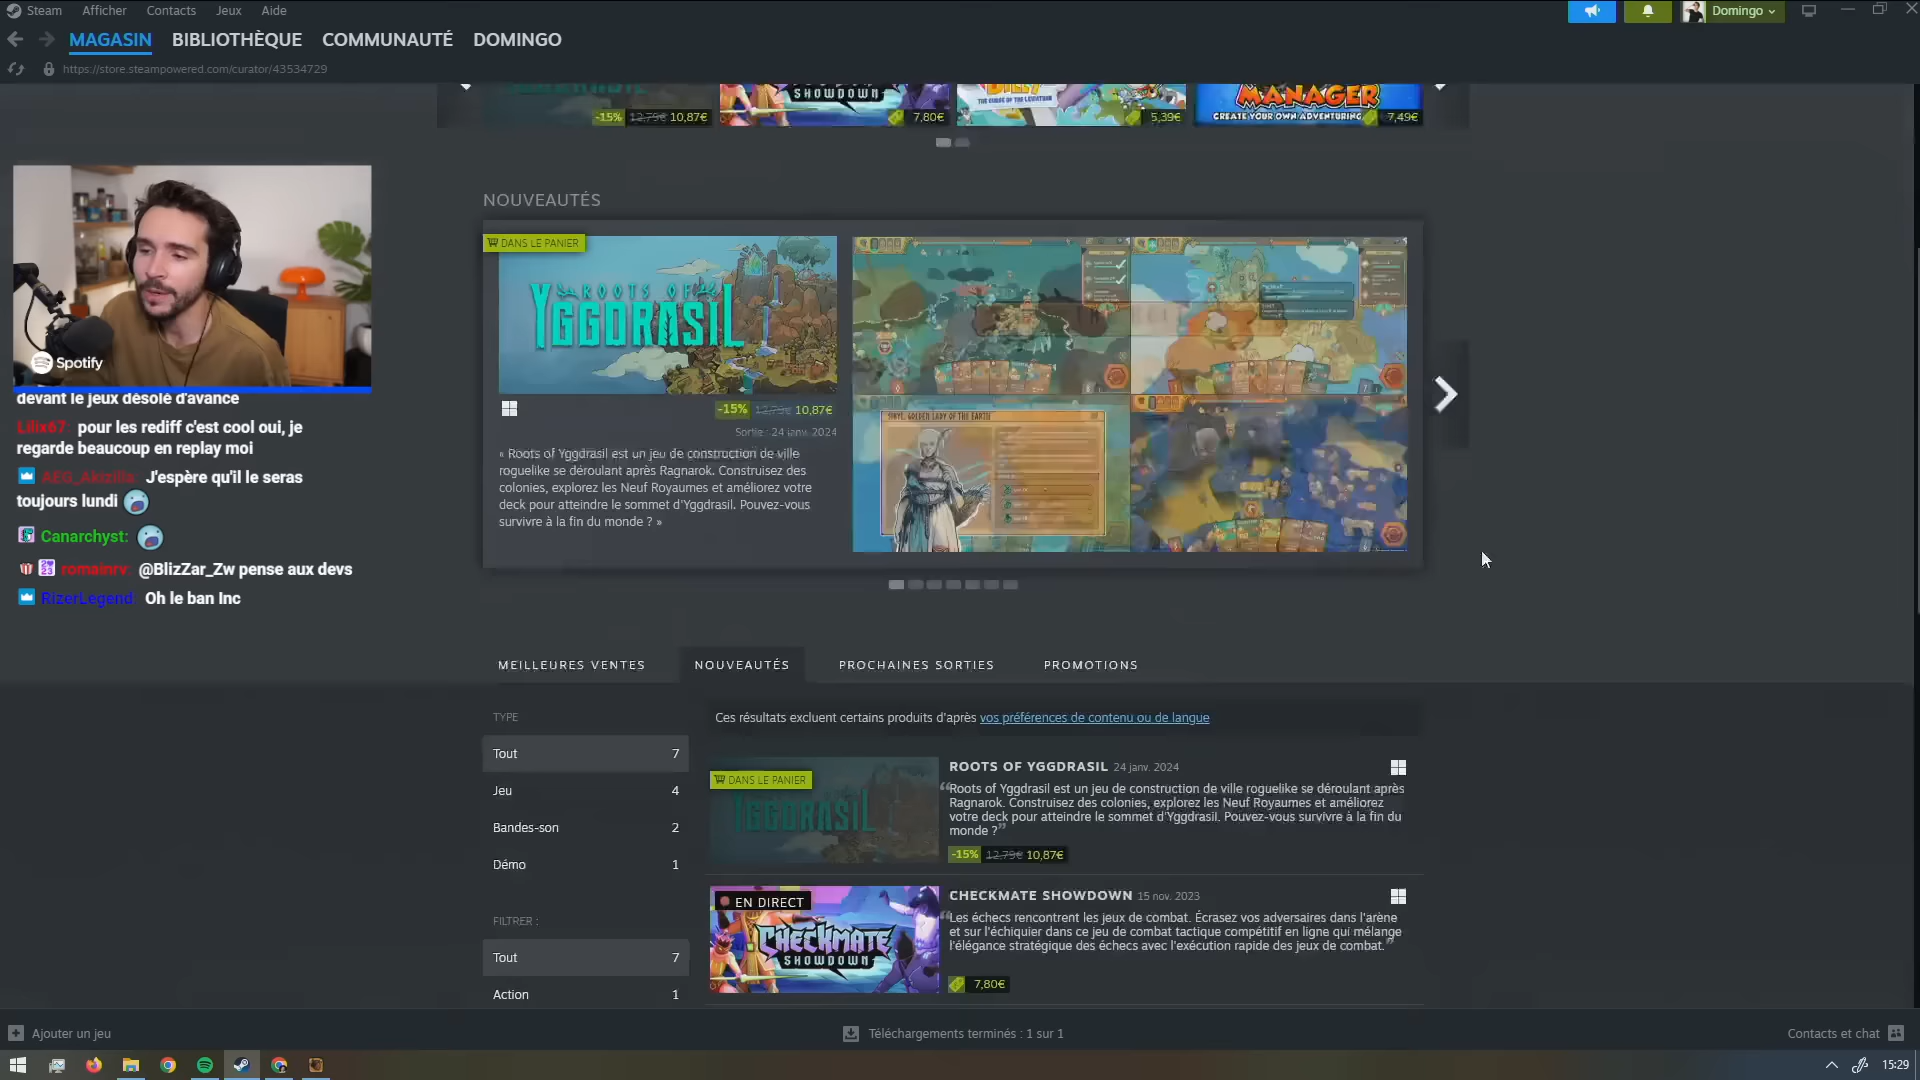 Steam Afficher Contacts Jeux Aide
Domingo
MAGASIN BIBLIOTHÈQUE COMMUNAUTÉ DOMINGO
https://store.steampowered.com/curator/43534729
-15% 12,79€ 10,87€
SHOWDOWN
7,80€
THE CURSE OF THE LEVIATHAN
5,39€
MANAGER
CREATE YOUR OWN ADVENTURING
7,49€
NOUVEAUTÉS
DANS LE PANIER
ROOTS OF
YGGDRASIL
-15% 12,79€ 10,87€
Sortie : 24 janv. 2024
« Roots of Yggdrasil est un jeu de construction de ville
roguelike se déroulant après Ragnarok. Construisez des
colonies, explorez les Neuf Royaumes et améliorez votre
deck pour atteindre le sommet d'Yggdrasil. Pouvez-vous
survivre à la fin du monde ? »
GOLDEN LADY OF THE EARTH
Spotify
devant le jeux désolé d'avance
Lilix67: pour les rediff c'est cool oui, je
regarde beaucoup en replay moi
J'espère qu'il le seras
toujours lundi
Canarchyst:
romainrv: @BlizZar_Zw pense aux devs
RizerLegend: Oh le ban Inc
MEILLEURES VENTES NOUVEAUTÉS PROCHAINES SORTIES PROMOTIONS
TYPE
Tout 7
Jeu 4
Bandes-son 2
Démo 1
FILTRER :
Tout 7
Action 1
Ces résultats excluent certains produits d'après vos préférences de contenu ou de langue
DANS LE PANIER
YGGDRASIL
ROOTS OF YGGDRASIL 24 janv. 2024
“Roots of Yggdrasil est un jeu de construction de ville roguelike se déroulant après
Ragnarok. Construisez des colonies, explorez les Neuf Royaumes et améliorez
votre deck pour atteindre le sommet d'Yggdrasil. Pouvez-vous survivre à la fin du
monde ?”
-15% 12,79€ 10,87€
EN DIRECT
CHECKMATE
SHOWDOWN
CHECKMATE SHOWDOWN 15 nov. 2023
“Les échecs rencontrent les jeux de combat. Écrasez vos adversaires dans l'arène
et sur l'échiquier dans ce jeu de combat tactique compétitif en ligne qui mélange
l'élégance stratégique des échecs avec l'exécution rapide des jeux de combat.”
7,80€
Ajouter un jeu
Téléchargements terminés : 1 sur 1
Contacts et chat
15:29